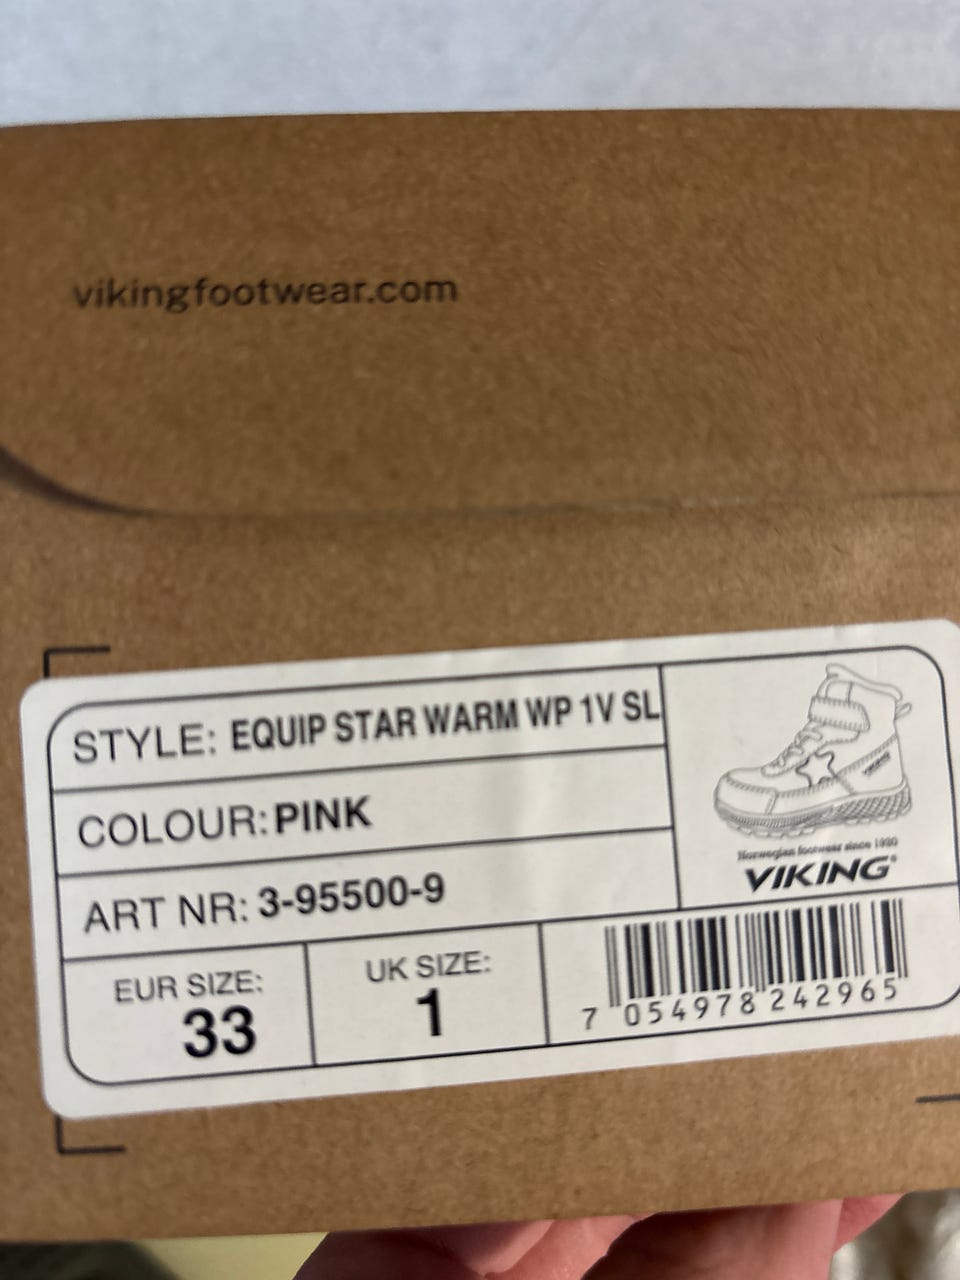 vikingfootwear.com
STYLE: EQUIP STAR WARM WP 1V SL
COLOUR: PINK
ART NR: 3-95500-9
VIKING
Norwegian footwear since 1920
VIKING®
EUR SIZE:
33
UK SIZE:
1
7 054978 242965